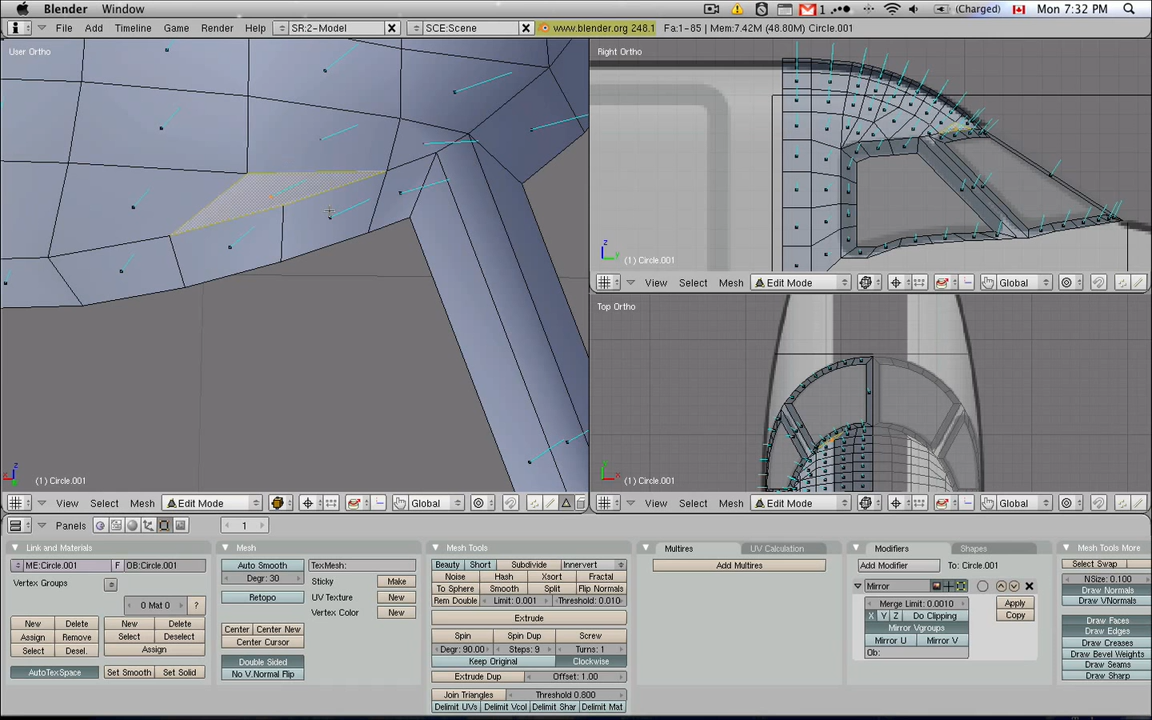 Blender Window 1 (Charged) Mon 7:32 PM
File Add Timeline Game Render Help SR:2-Model SCE:Scene www.blender.org 248.1 Fa:1-85 | Mem:7.42M (48.80M) Circle.001
User Ortho
Right Ortho
z
y
(1) Circle.001
View Select Mesh Edit Mode Global
Top Ortho
z
x
(1) Circle.001
y
x
(1) Circle.001
View Select Mesh Edit Mode Global
View Select Mesh Edit Mode Global
Panels 1
Link and Materials
ME:Circle.001 F OB:Circle.001
Vertex Groups
0 Mat 0 ?
New Delete New Delete
Assign Remove Select Deselect
Select Desel. Assign
AutoTexSpace Set Smooth Set Solid
Mesh
Auto Smooth TexMesh:
Degr: 30 Sticky Make
Retopo UV Texture New
Vertex Color New
Center Center New
Center Cursor
Double Sided
No V.Normal Flip
Mesh Tools
Beauty Short Subdivide Innervert
Noise Hash Xsort Fractal
To Sphere Smooth Split Flip Normals
Rem Double Limit: 0.001 Threshold: 0.010
Extrude
Spin Spin Dup Screw
Degr: 90.00 Steps: 9 Turns: 1
Keep Original Clockwise
Extrude Dup Offset: 1.00
Join Triangles Threshold 0.800
Delimit UVs Delimit Vcol Delimit Shar Delimit Mat
Multires UV Calculation
Add Multires
Modifiers Shapes
Add Modifier To: Circle.001
Mirror
Merge Limit: 0.0010 Apply
X Y Z Do Clipping Copy
Mirror Vgroups
Mirror U Mirror V
Ob:
Mesh Tools More
Select Swap
NSize: 0.100
Draw Normals
Draw VNormals
Draw Faces
Draw Edges
Draw Creases
Draw Bevel Weights
Draw Seams
Draw Sharp